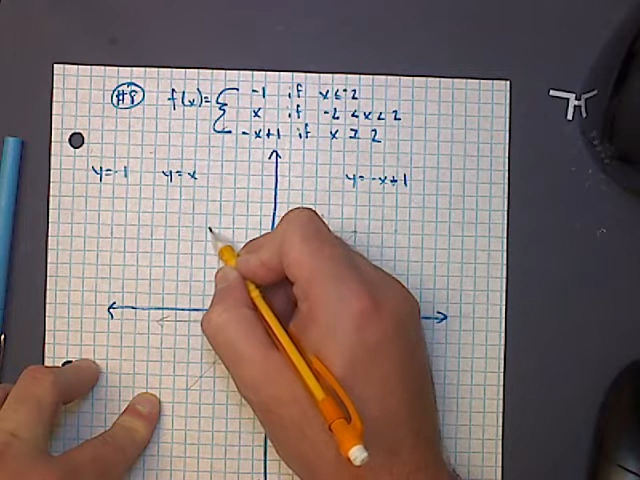 #8 f(x)= { -1 if x<-2
x if -2<x<2
-x+1 if x≥2
y=-1 y=x y=-x+1